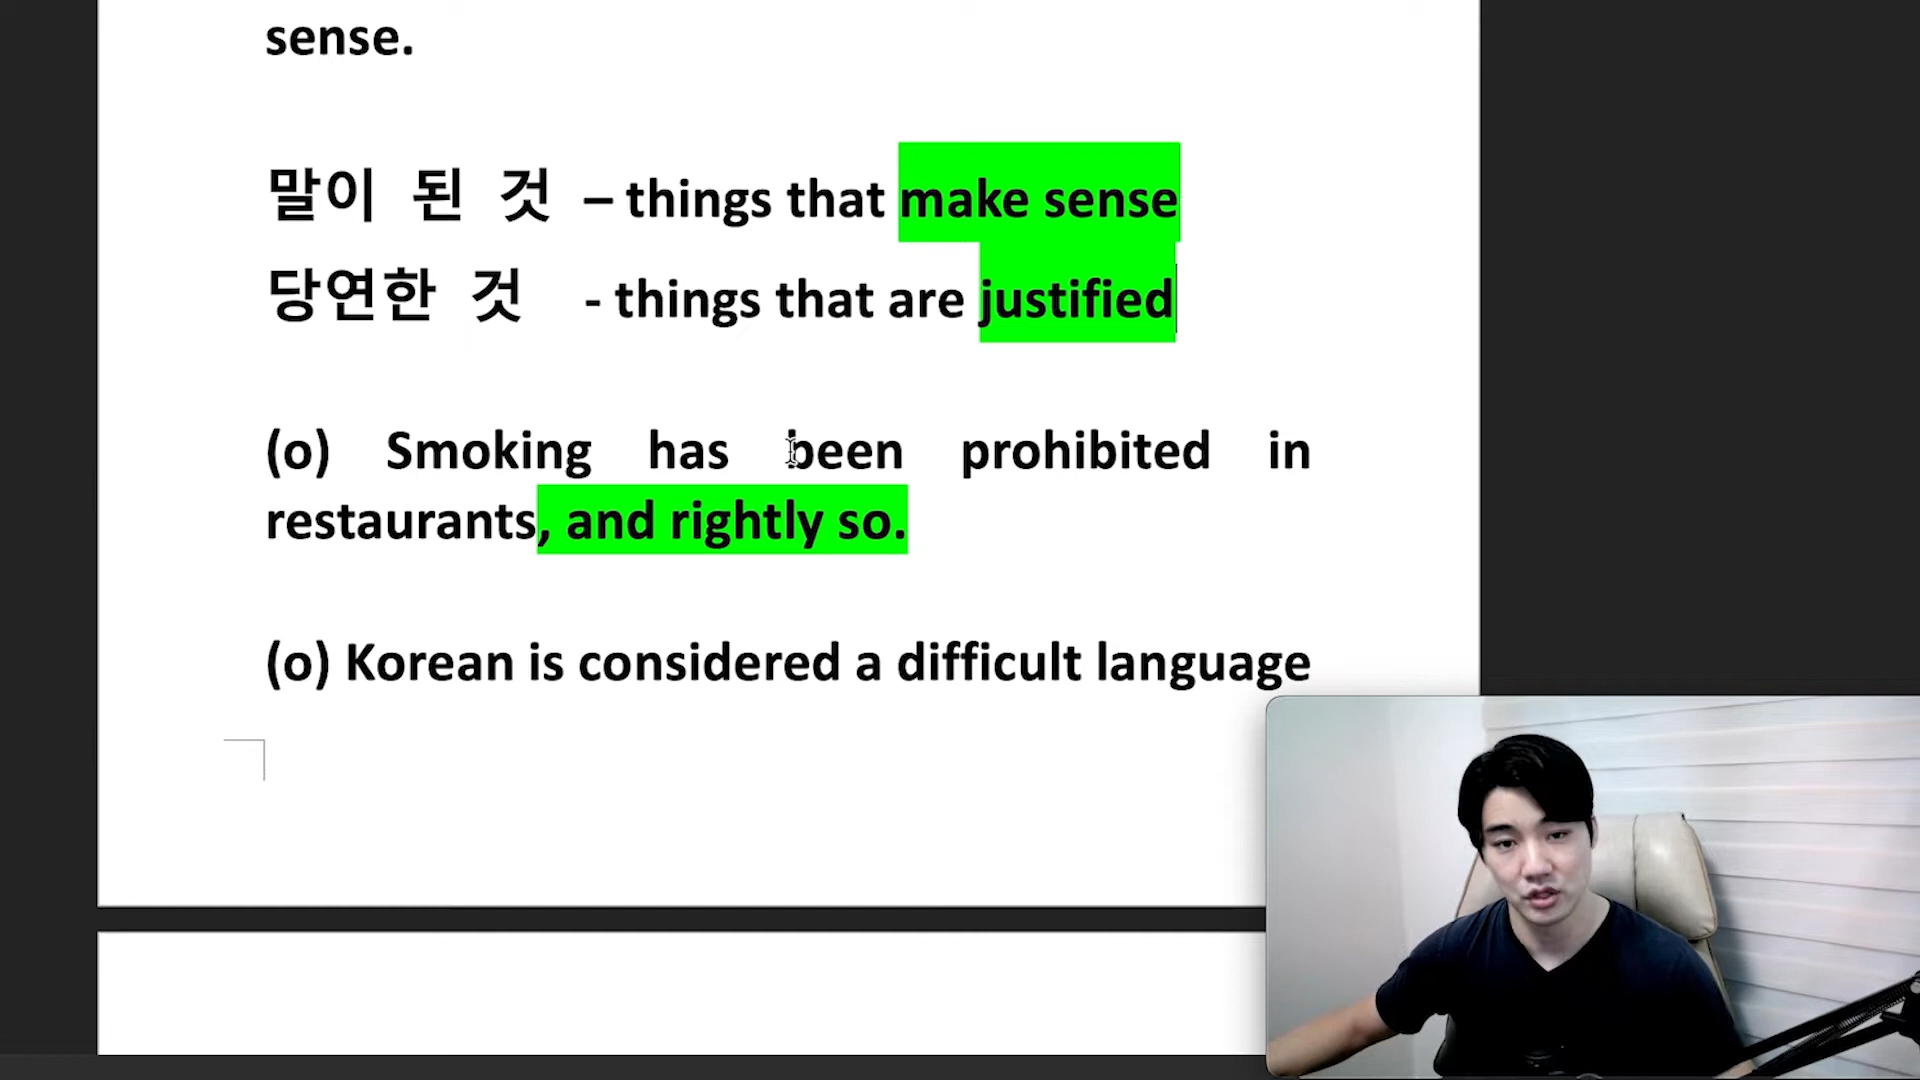 sense.
말이 된 것 – things that make sense
당연한 것 - things that are justified
(o) Smoking has been prohibited in
restaurants, and rightly so.
(o) Korean is considered a difficult language